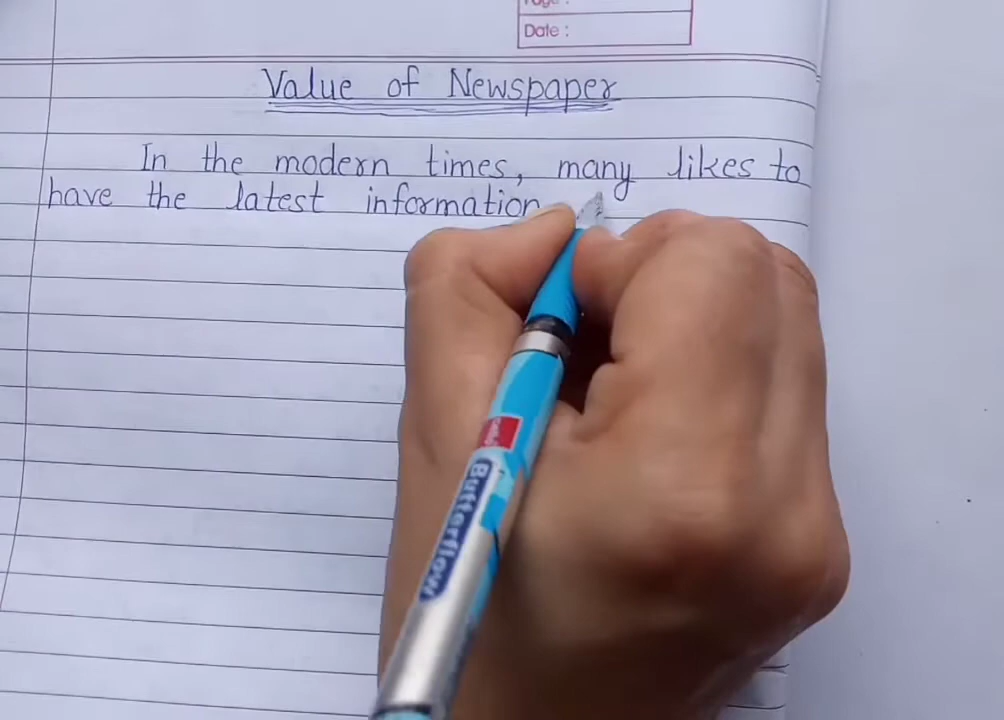 Date :
Value of Newspaper
In the modern times, many likes to
have the latest information
Butterflow